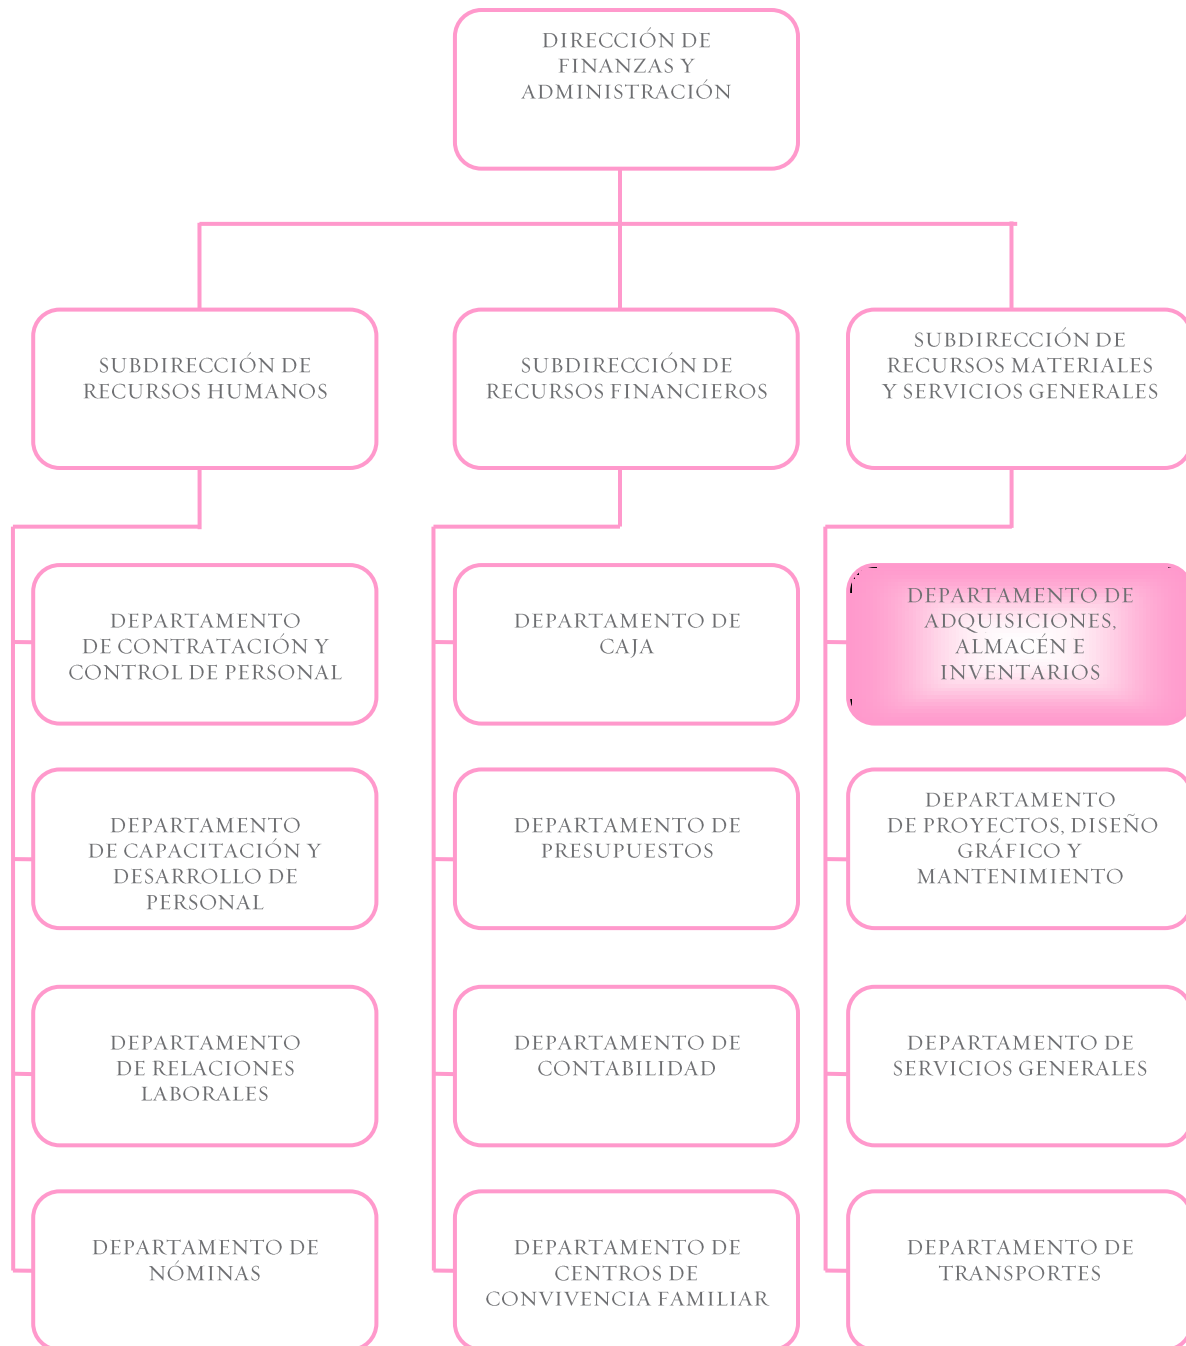 DIRECCIÓN DE
FINANZAS Y
ADMINISTRACIÓN
SUBDIRECCIÓN DE
RECURSOS HUMANOS
SUBDIRECCIÓN DE
RECURSOS FINANCIEROS
SUBDIRECCIÓN DE
RECURSOS MATERIALES
Y SERVICIOS GENERALES
DEPARTAMENTO
DE CONTRATACIÓN Y
CONTROL DE PERSONAL
DEPARTAMENTO DE
CAJA
DEPARTAMENTO DE
ADQUISICIONES,
ALMACÉN E
INVENTARIOS
DEPARTAMENTO
DE CAPACITACIÓN Y
DESARROLLO DE
PERSONAL
DEPARTAMENTO DE
PRESUPUESTOS
DEPARTAMENTO
DE PROYECTOS, DISEÑO
GRÁFICO Y
MANTENIMIENTO
DEPARTAMENTO
DE RELACIONES
LABORALES
DEPARTAMENTO DE
CONTABILIDAD
DEPARTAMENTO DE
SERVICIOS GENERALES
DEPARTAMENTO DE
NÓMINAS
DEPARTAMENTO DE
CENTROS DE
CONVIVENCIA FAMILIAR
DEPARTAMENTO DE
TRANSPORTES